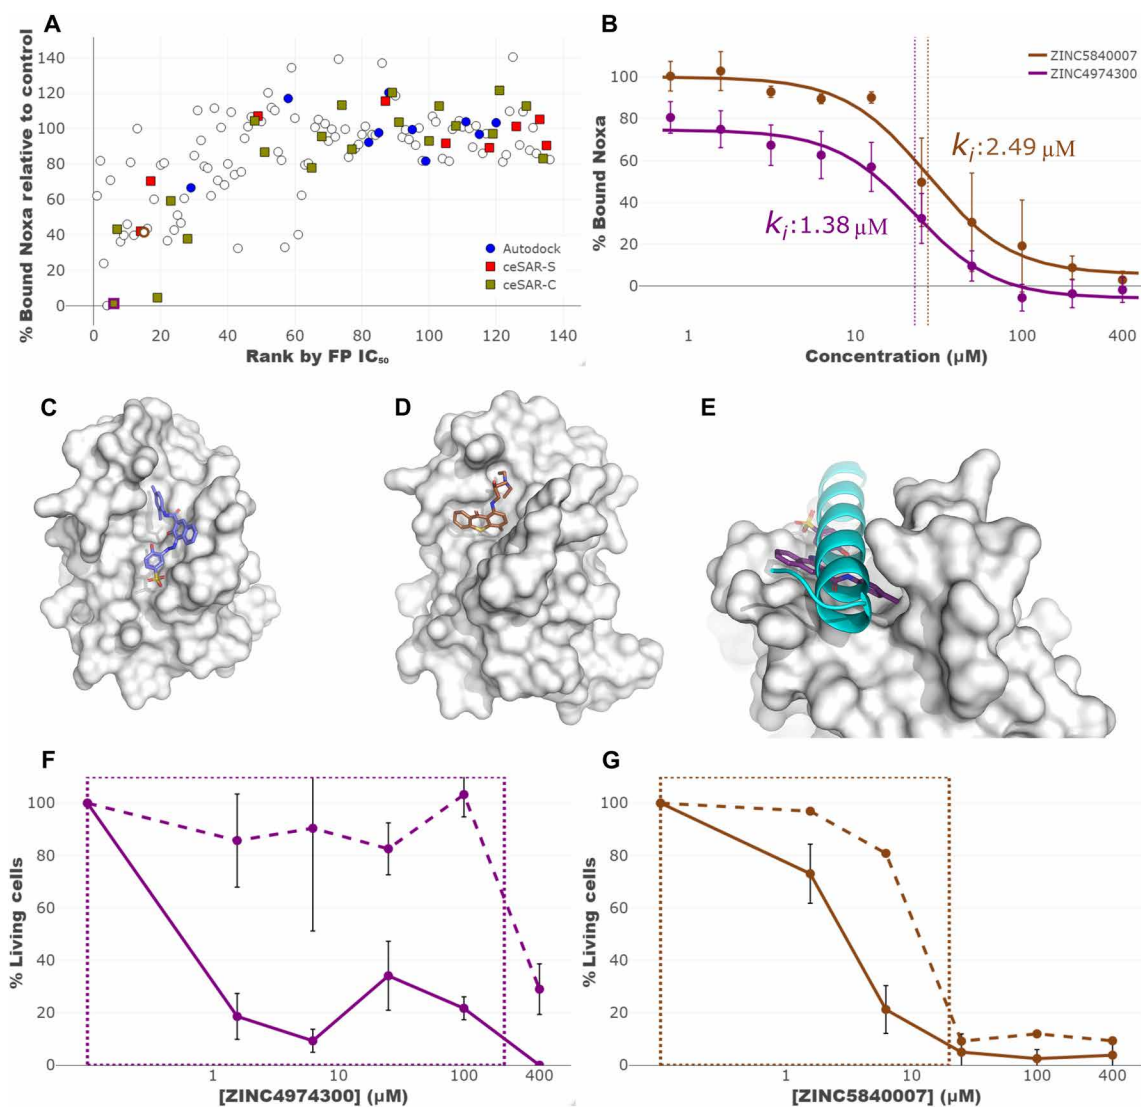 A
% Bound Noxa relative to control
140
120
100
80
60
40
20
0
0 20 40 60 80 100 120 140
Rank by FP IC₅₀
Autodock
ceSAR-S
ceSAR-C
B
% Bound Noxa
100
80
60
40
20
0
1 10 100 400
Concentration (μM)
ZINC5840007
ZINC4974300
kᵢ:2.49 μM
kᵢ:1.38 μM
C
D
E
F
% Living cells
100
80
60
40
20
0
1 10 100 400
[ZINC4974300] (μM)
G
% Living cells
100
80
60
40
20
0
1 10 100 400
[ZINC5840007] (μM)